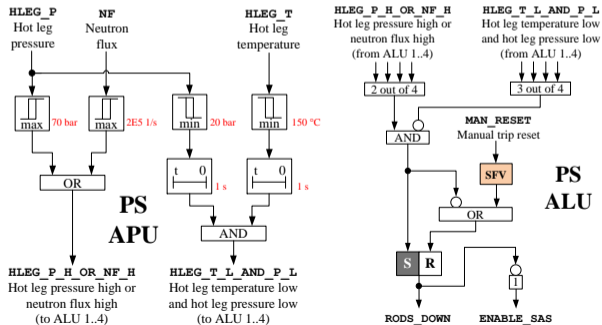 HLEG_P
Hot leg
pressure
NF
Neutron
flux
HLEG_T
Hot leg
temperature
max
70 bar
max
2E5 1/s
min
20 bar
min
150 °C
t 0
1 s
t 0
1 s
OR
AND
PS
APU
HLEG_P_H_OR_NF_H
Hot leg pressure high
or neutron flux high
(to ALU 1..4)
HLEG_T_L_AND_P_L
Hot leg temperature low
and hot leg pressure low
(to ALU 1..4)
HLEG_P_H_OR_NF_H
Hot leg pressure high or
neutron flux high
(from ALU 1..4)
HLEG_T_L_AND_P_L
Hot leg temperature low
and hot leg pressure low
(from ALU 1..4)
2 out of 4
3 out of 4
AND
MAN_RESET
Manual trip reset
SFV
OR
PS
ALU
S R
1
RODS_DOWN
ENABLE_SAS